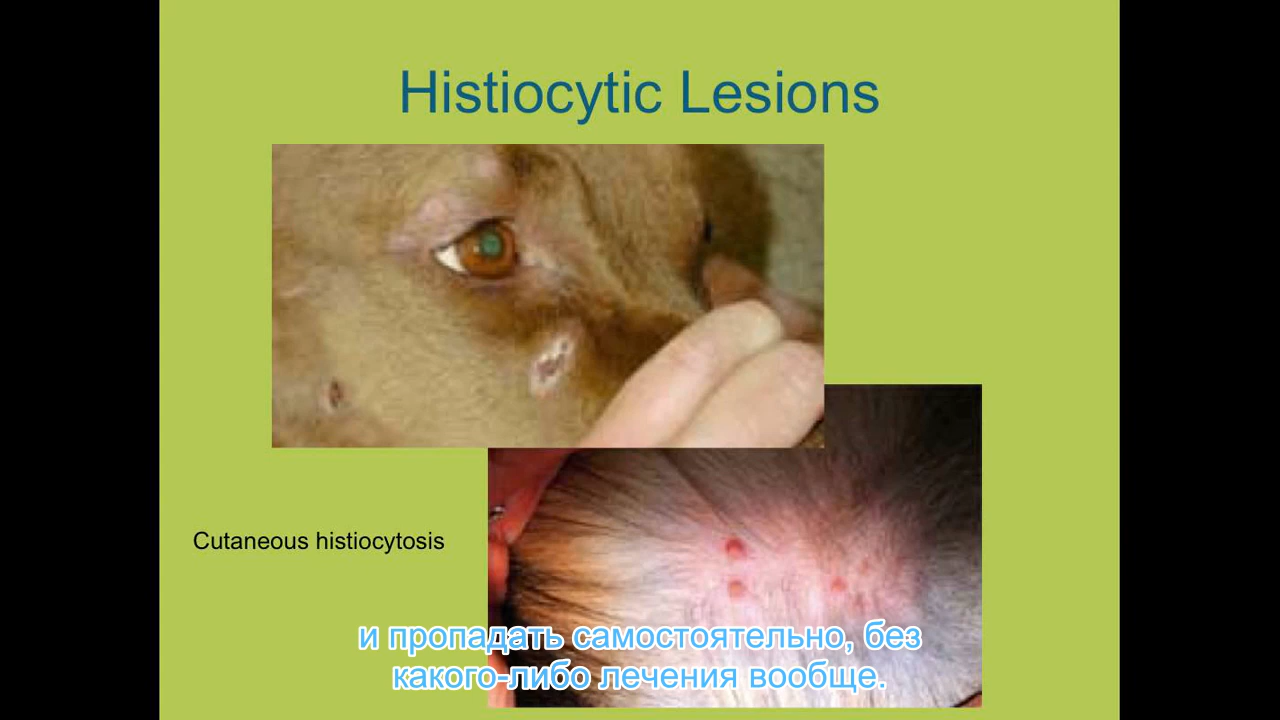 Histiocytic Lesions
Cutaneous histiocytosis
и пропадать самостоятельно, без
какого-либо лечения вообще.